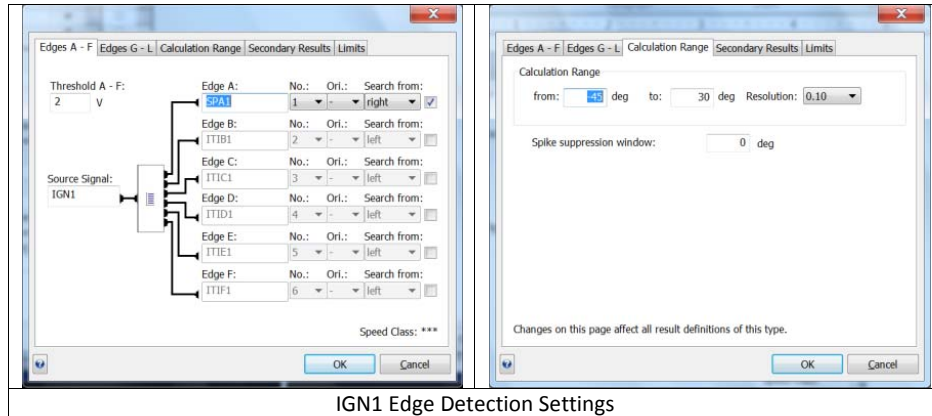 Edges A - F Edges G - L Calculation Range Secondary Results Limits
Threshold A - F:
2 V
Source Signal:
IGN1
Edge A: No.: Ori.: Search from:
SPA1 1 - right
Edge B: No.: Ori.: Search from:
ITIB1 2 - left
Edge C: No.: Ori.: Search from:
ITIC1 3 - left
Edge D: No.: Ori.: Search from:
ITID1 4 - left
Edge E: No.: Ori.: Search from:
ITIE1 5 - left
Edge F: No.: Ori.: Search from:
ITIF1 6 - left
Speed Class: ***
OK Cancel
Edges A - F Edges G - L Calculation Range Secondary Results Limits
Calculation Range
from: -45 deg to: 30 deg Resolution: 0.10
Spike suppression window: 0 deg
Changes on this page affect all result definitions of this type.
OK Cancel
IGN1 Edge Detection Settings